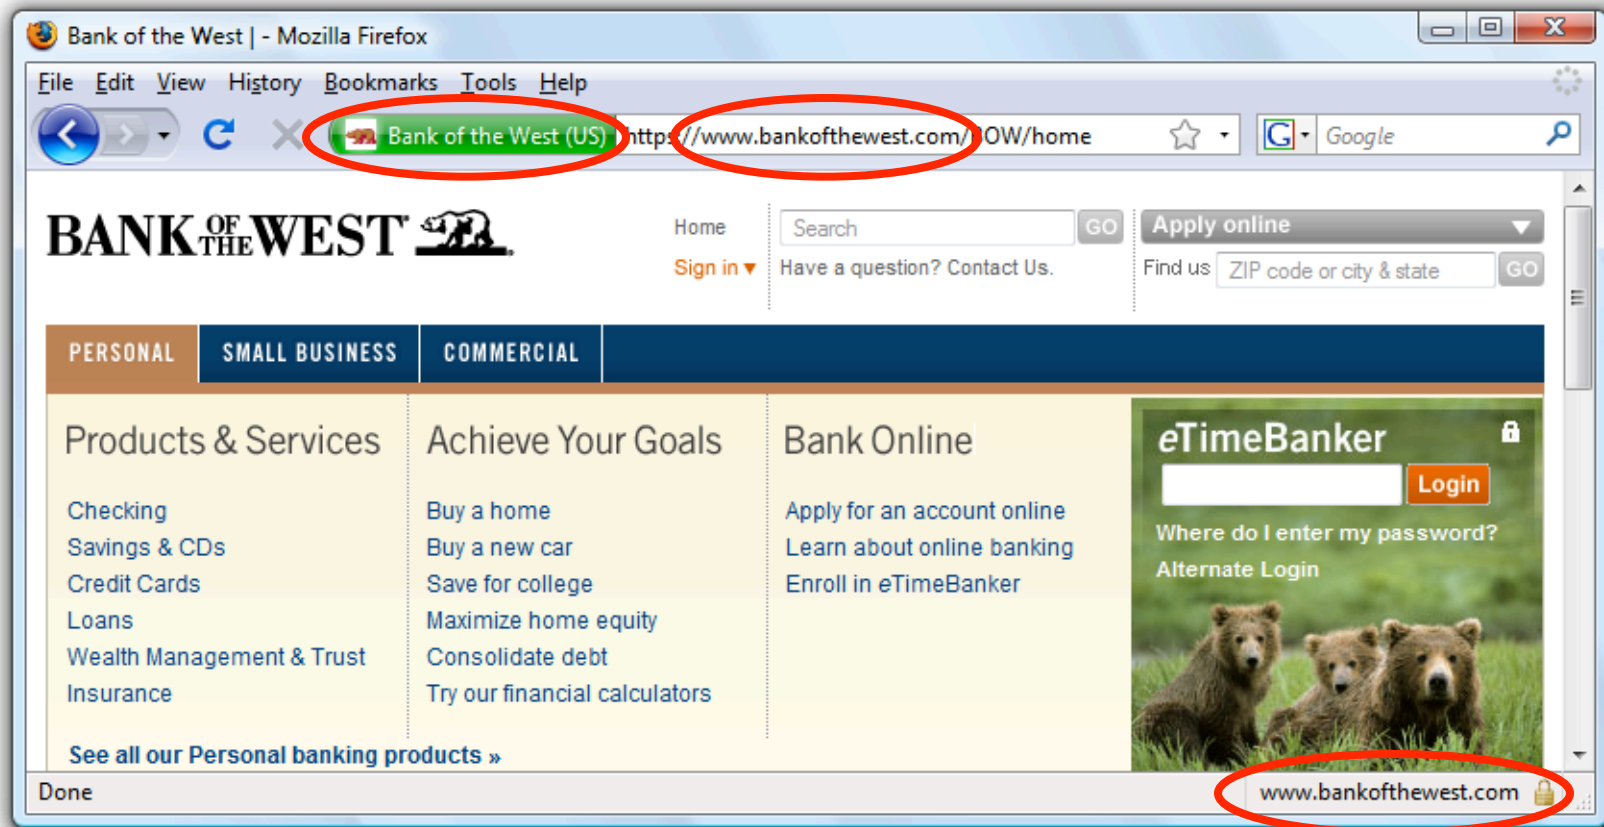 Bank of the West | - Mozilla Firefox
File Edit View History Bookmarks Tools Help
Bank of the West (US) https://www.bankofthewest.com/BOW/home G Google
BANK OF THE WEST
Home Search GO Apply online
Sign in Have a question? Contact Us. Find us ZIP code or city & state GO
PERSONAL SMALL BUSINESS COMMERCIAL
Products & Services
Checking
Savings & CDs
Credit Cards
Loans
Wealth Management & Trust
Insurance
See all our Personal banking products »
Achieve Your Goals
Buy a home
Buy a new car
Save for college
Maximize home equity
Consolidate debt
Try our financial calculators
Bank Online
Apply for an account online
Learn about online banking
Enroll in eTimeBanker
eTimeBanker
Login
Where do I enter my password?
Alternate Login
Done www.bankofthewest.com